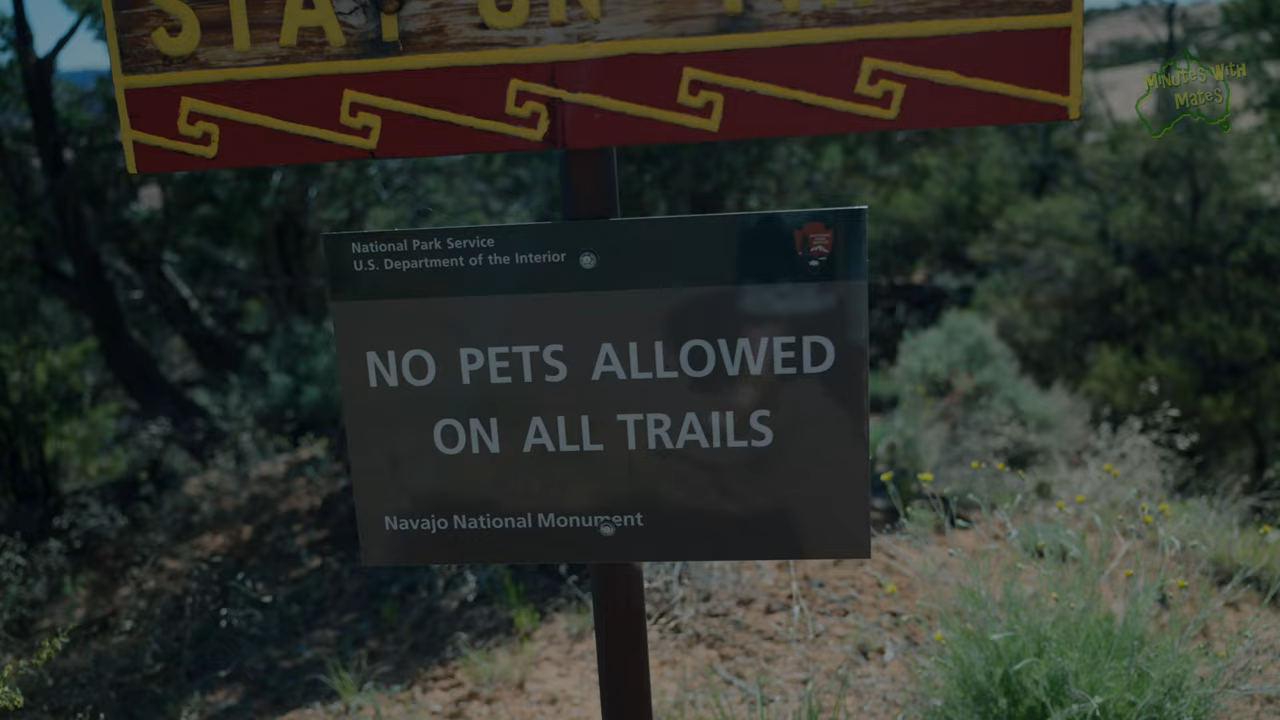 STAY ON
MINUTES WITH
MATES
National Park Service
U.S. Department of the Interior
NO PETS ALLOWED
ON ALL TRAILS
Navajo National Monument